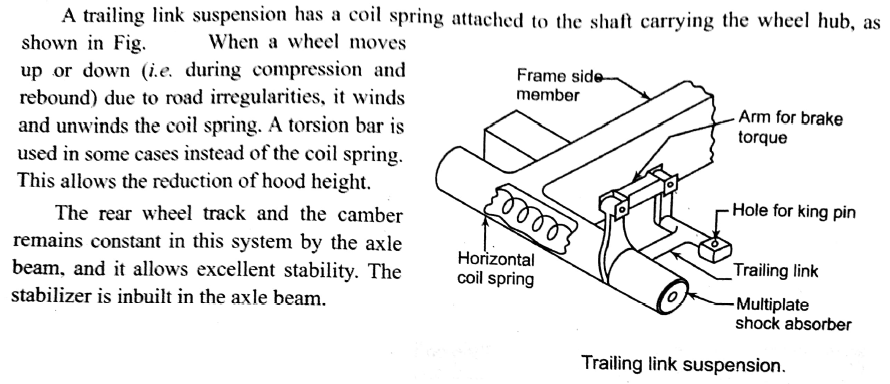 A trailing link suspension has a coil spring attached to the shaft carrying the wheel hub, as
shown in Fig. When a wheel moves
up or down (i.e. during compression and
rebound) due to road irregularities, it winds
and unwinds the coil spring. A torsion bar is
used in some cases instead of the coil spring.
This allows the reduction of hood height.
The rear wheel track and the camber
remains constant in this system by the axle
beam, and it allows excellent stability. The
stabilizer is inbuilt in the axle beam.
Frame side
member
Arm for brake
torque
Hole for king pin
Horizontal
coil spring
Trailing link
Multiplate
shock absorber
Trailing link suspension.